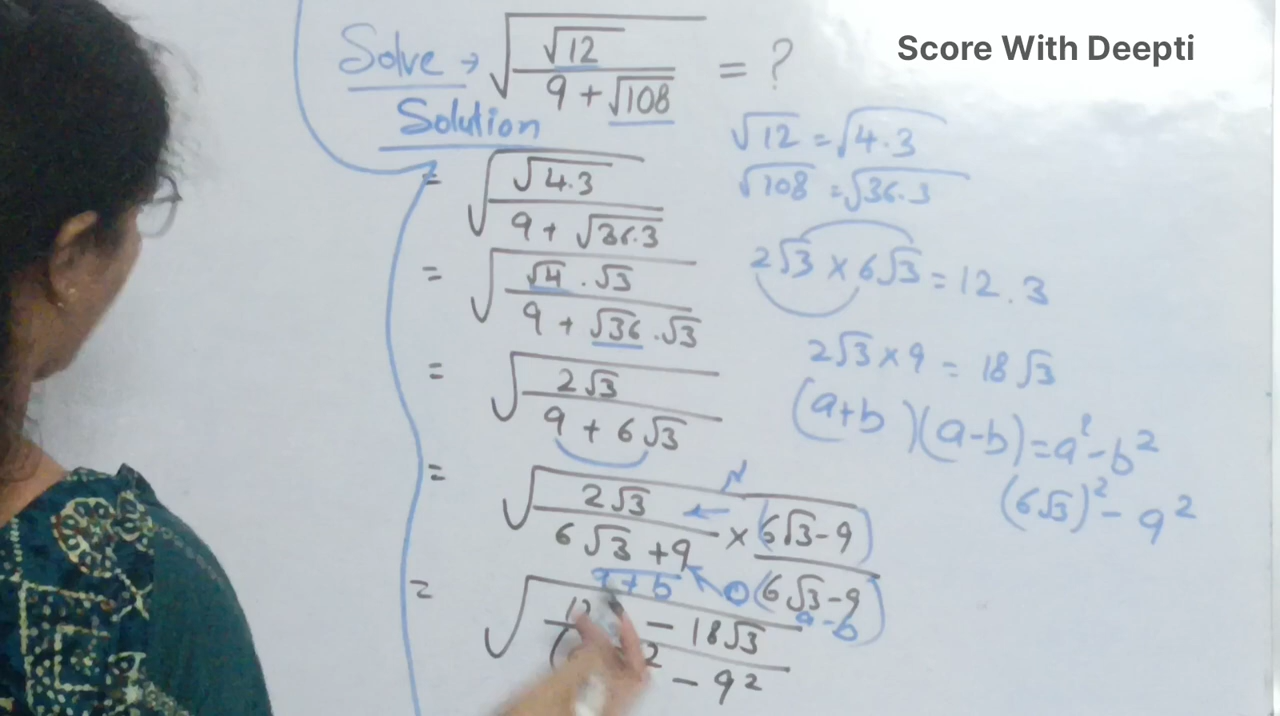 Score With Deepti
Solve → √(√12 / (9 + √108)) = ?
Solution
= √(√4.3 / (9 + √36.3))
= √(√4 . √3 / (9 + √36 . √3))
= √(2√3 / (9 + 6√3))
= √(2√3 / (6√3 + 9) × (6√3 - 9) / (6√3 - 9))
N
D
a + b
a - b
= - 18√3
2 - 9²
√12 = √4.3
√108 = √36.3
2√3 × 6√3 = 12 . 3
2√3 × 9 = 18√3
(a+b)(a-b) = a² - b²
(6√3)² - 9²